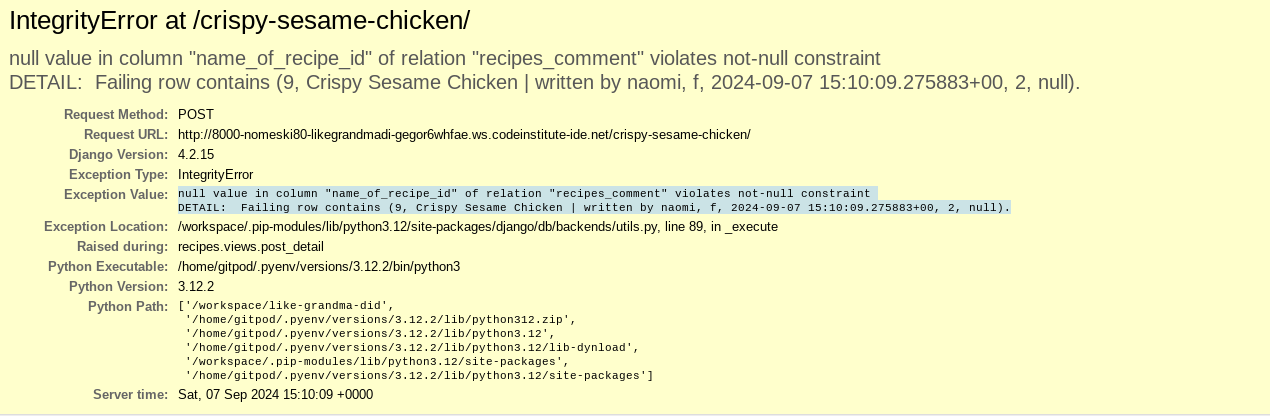 IntegrityError at /crispy-sesame-chicken/
null value in column "name_of_recipe_id" of relation "recipes_comment" violates not-null constraint
DETAIL:  Failing row contains (9, Crispy Sesame Chicken | written by naomi, f, 2024-09-07 15:10:09.275883+00, 2, null).
Request Method: POST
Request URL: http://8000-nomeski80-likegrandmadi-gegor6whfae.ws.codeinstitute-ide.net/crispy-sesame-chicken/
Django Version: 4.2.15
Exception Type: IntegrityError
Exception Value: null value in column "name_of_recipe_id" of relation "recipes_comment" violates not-null constraint
DETAIL:  Failing row contains (9, Crispy Sesame Chicken | written by naomi, f, 2024-09-07 15:10:09.275883+00, 2, null).
Exception Location: /workspace/.pip-modules/lib/python3.12/site-packages/django/db/backends/utils.py, line 89, in _execute
Raised during: recipes.views.post_detail
Python Executable: /home/gitpod/.pyenv/versions/3.12.2/bin/python3
Python Version: 3.12.2
Python Path: ['/workspace/like-grandma-did',
'/home/gitpod/.pyenv/versions/3.12.2/lib/python312.zip',
'/home/gitpod/.pyenv/versions/3.12.2/lib/python3.12',
'/home/gitpod/.pyenv/versions/3.12.2/lib/python3.12/lib-dynload',
'/workspace/.pip-modules/lib/python3.12/site-packages',
'/home/gitpod/.pyenv/versions/3.12.2/lib/python3.12/site-packages']
Server time: Sat, 07 Sep 2024 15:10:09 +0000